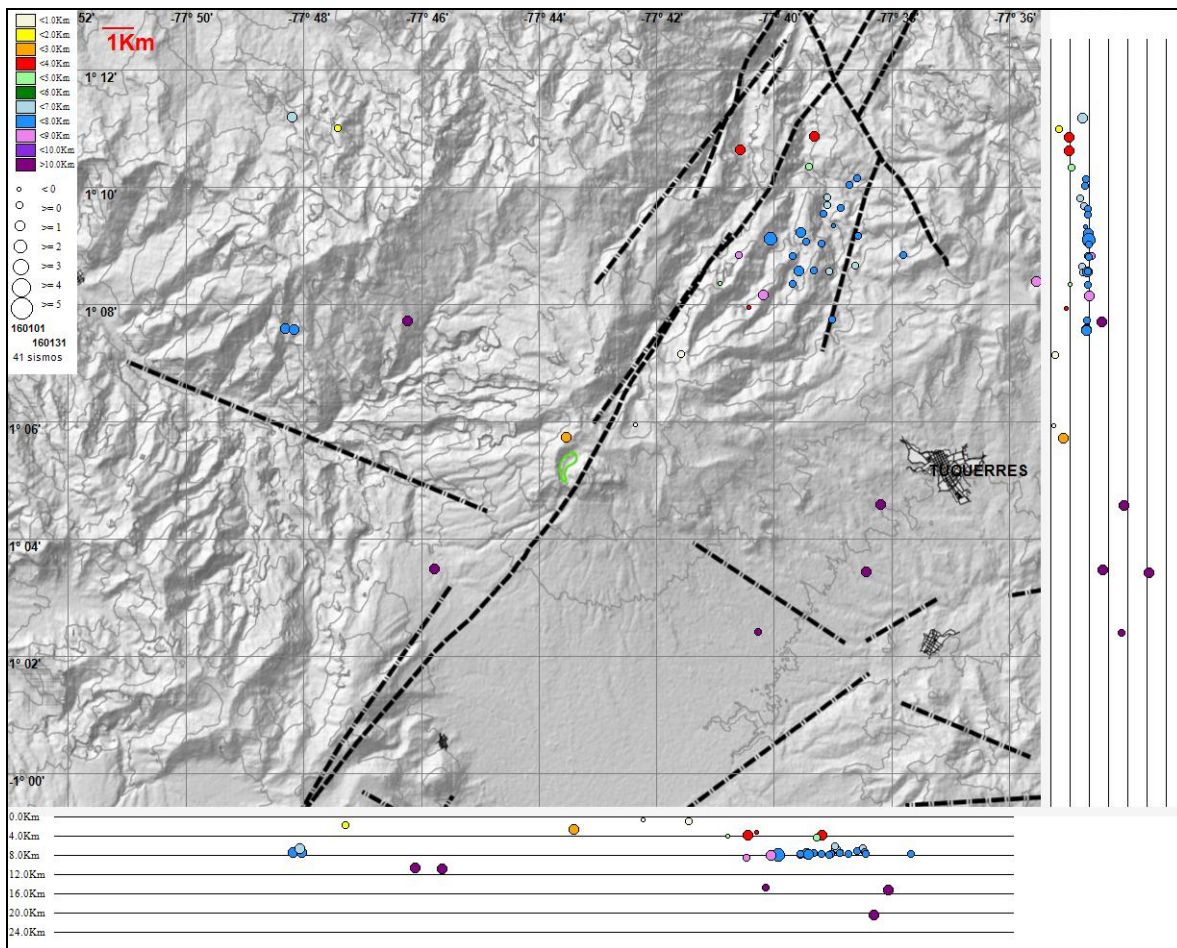 52' -77° 50' -77° 48' -77° 46' -77° 44' -77° 42' -77° 40' -77° 36' -77° 36'
1Km
<1.0Km
<2.0Km
<3.0Km
<4.0Km
<5.0Km
<6.0Km
<7.0Km
<8.0Km
<9.0Km
<10.0Km
>10.0Km
< 0
>= 0
>= 1
>= 2
>= 3
>= 4
>= 5
160101
160131
41 sismos
1° 12'
1° 10'
1° 08'
1° 06'
TUQUERRES
1° 04'
1° 02'
-1° 00'
0.0Km
4.0Km
8.0Km
12.0Km
16.0Km
20.0Km
24.0Km